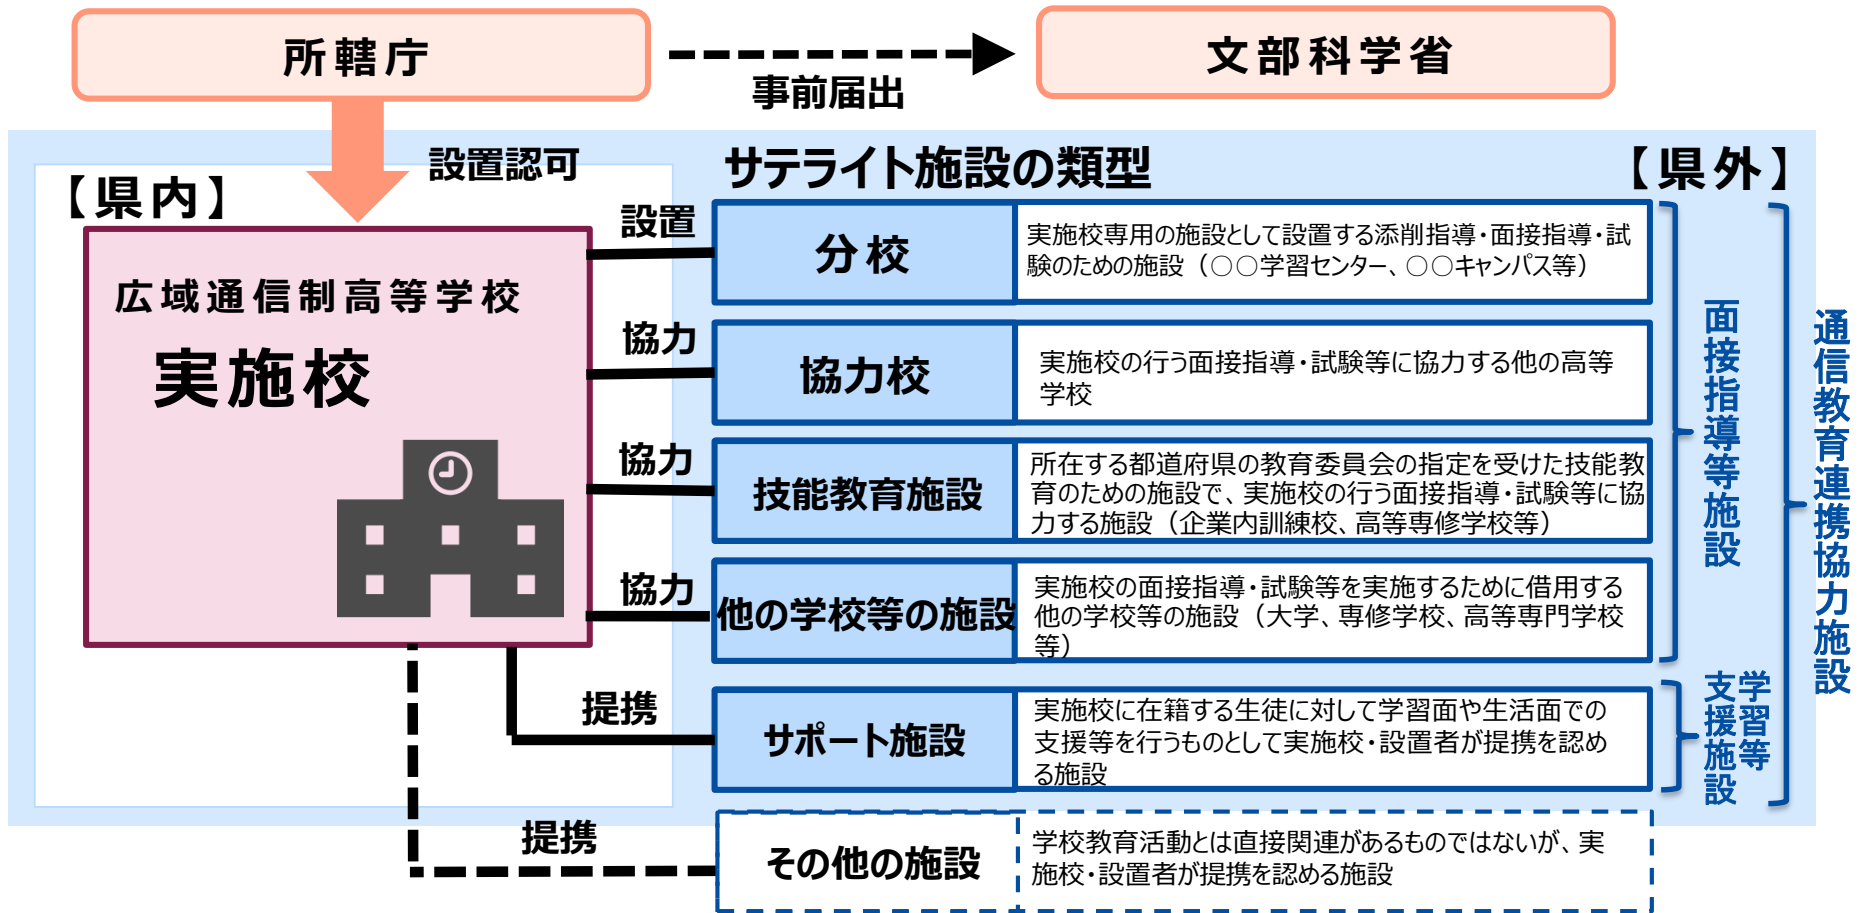 所轄庁
事前届出
文部科学省
設置認可
サテライト施設の類型
【県内】
【県外】
広域通信制高等学校
実施校
設置
分校
実施校専用の施設として設置する添削指導・面接指導・試
験のための施設（○○学習センター、○○キャンパス等）
協力
協力校
実施校の行う面接指導・試験等に協力する他の高等
学校
協力
技能教育施設
所在する都道府県の教育委員会の指定を受けた技能教
育のための施設で、実施校の行う面接指導・試験等に協
力する施設（企業内訓練校、高等専修学校等）
協力
他の学校等の施設
実施校の面接指導・試験等を実施するために借用する
他の学校等の施設（大学、専修学校、高等専門学校
等）
提携
サポート施設
実施校に在籍する生徒に対して学習面や生活面での
支援等を行うものとして実施校・設置者が提携を認め
る施設
提携
その他の施設
学校教育活動とは直接関連があるものではないが、実
施校・設置者が提携を認める施設
面接指導等施設
学習等
支援施設
通信教育連携協力施設